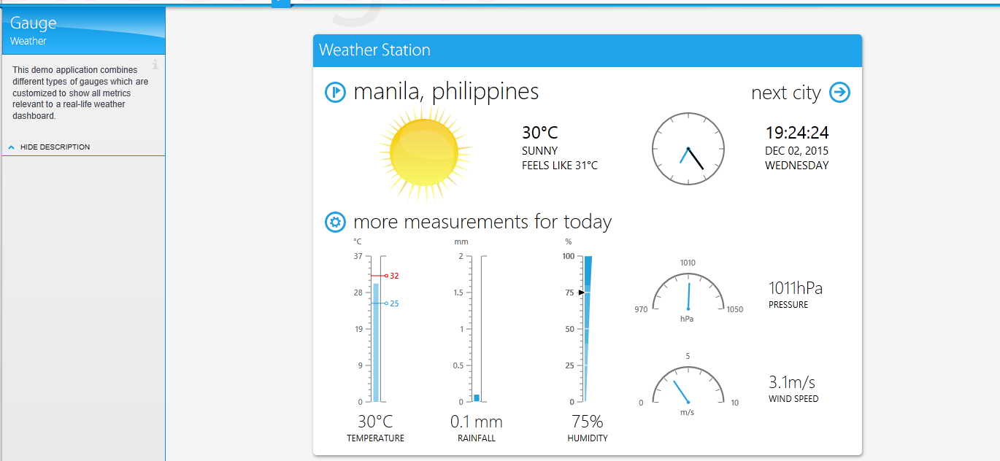 Gauge
Weather
This demo application combines
different types of gauges which are
customized to show all metrics
relevant to a real-life weather
dashboard.
HIDE DESCRIPTION
Weather Station
manila, philippines
next city
30°C
SUNNY
FEELS LIKE 31°C
19:24:24
DEC 02, 2015
WEDNESDAY
more measurements for today
°C
37
32
28
25
19
9
0
30°C
TEMPERATURE
mm
2
1.5
1
0.5
0
0.1 mm
RAINFALL
%
100
75
50
25
0
75%
HUMIDITY
1010
970
1050
hPa
1011hPa
PRESSURE
5
0
10
m/s
3.1m/s
WIND SPEED